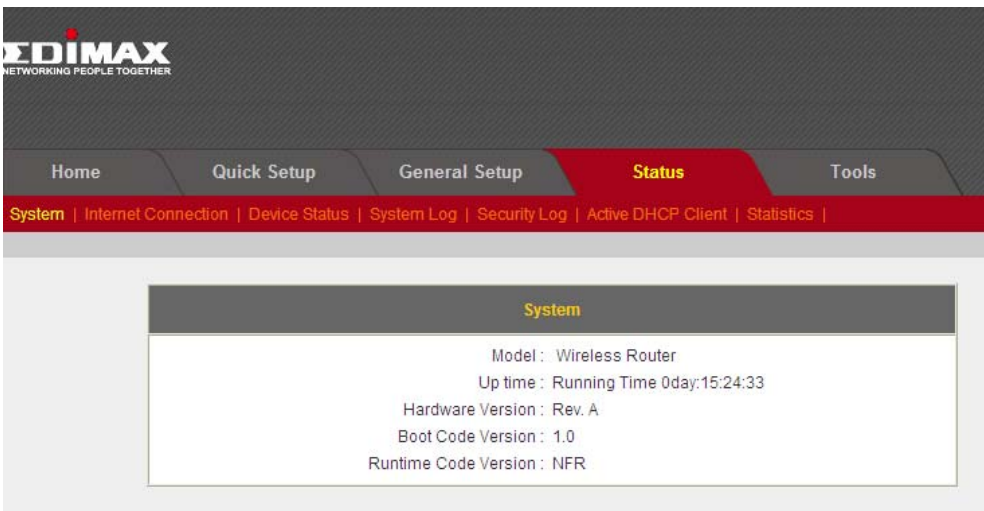 EDIMAX
NETWORKING PEOPLE TOGETHER
Home Quick Setup General Setup Status Tools
System | Internet Connection | Device Status | System Log | Security Log | Active DHCP Client | Statistics |
System
Model : Wireless Router
Up time : Running Time 0day:15:24:33
Hardware Version : Rev. A
Boot Code Version : 1.0
Runtime Code Version : NFR